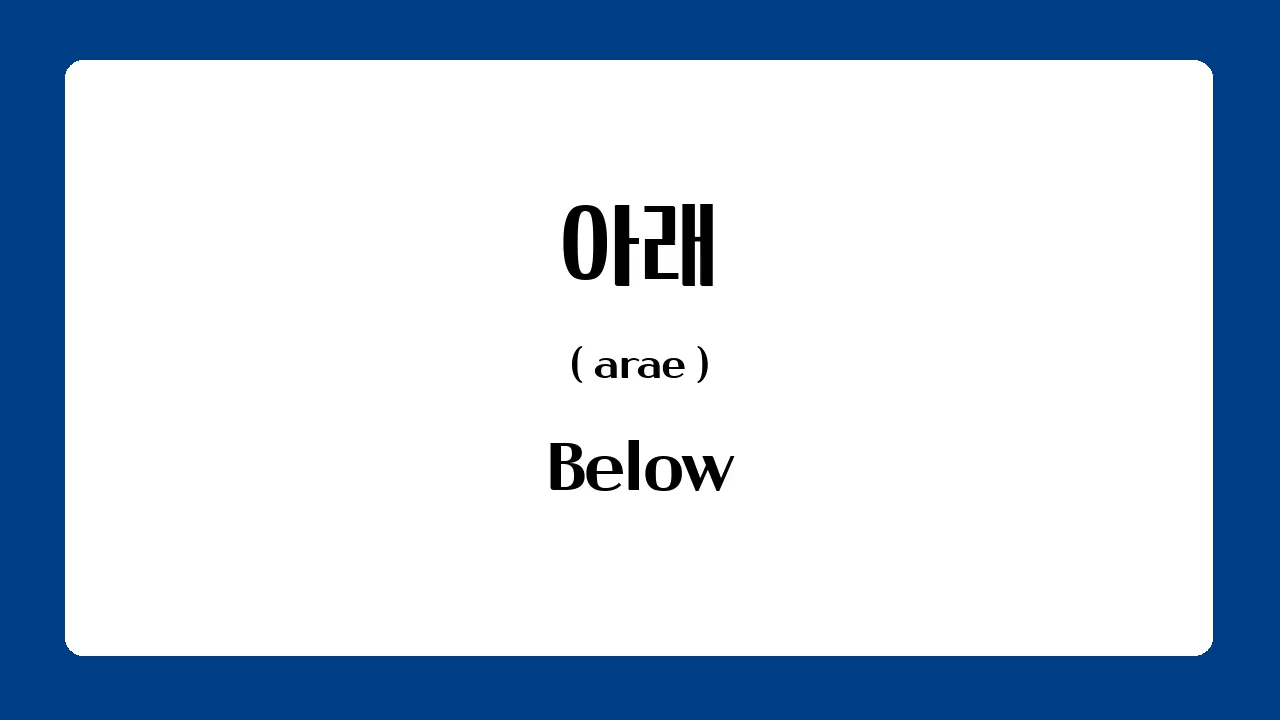 아래
( arae )
Below